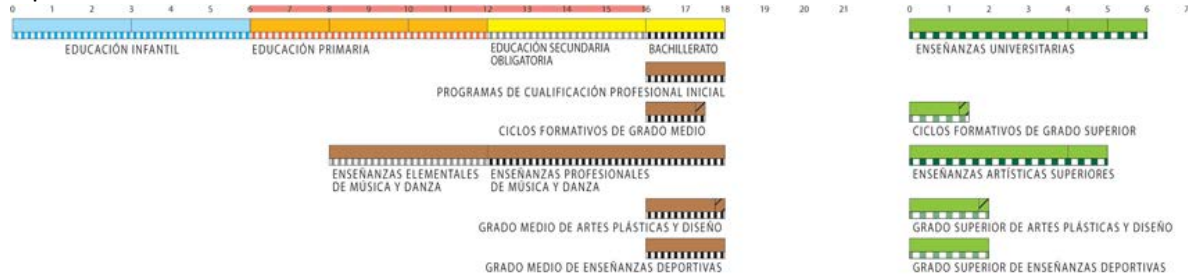 0 1 2 3 4 5 6 7 8 9 10 11 12 13 14 15 16 17 18 19 20 21 0 1 2 3 4 5 6 7
EDUCACIÓN INFANTIL EDUCACIÓN PRIMARIA EDUCACIÓN SECUNDARIA BACHILLERATO ENSEÑANZAS UNIVERSITARIAS
OBLIGATORIA
PROGRAMAS DE CUALIFICACIÓN PROFESIONAL INICIAL
CICLOS FORMATIVOS DE GRADO MEDIO CICLOS FORMATIVOS DE GRADO SUPERIOR
ENSEÑANZAS ELEMENTALES ENSEÑANZAS PROFESIONALES ENSEÑANZAS ARTÍSTICAS SUPERIORES
DE MÚSICA Y DANZA DE MÚSICA Y DANZA
GRADO MEDIO DE ARTES PLÁSTICAS Y DISEÑO GRADO SUPERIOR DE ARTES PLÁSTICAS Y DISEÑO
GRADO MEDIO DE ENSEÑANZAS DEPORTIVAS GRADO SUPERIOR DE ENSEÑANZAS DEPORTIVAS